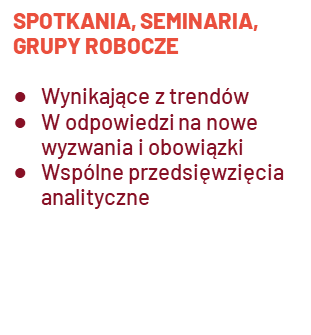 SPOTKANIA, SEMINARIA,
GRUPY ROBOCZE
● Wynikające z trendów
● W odpowiedzi na nowe
wyzwania i obowiązki
● Wspólne przedsięwzięcia
analityczne